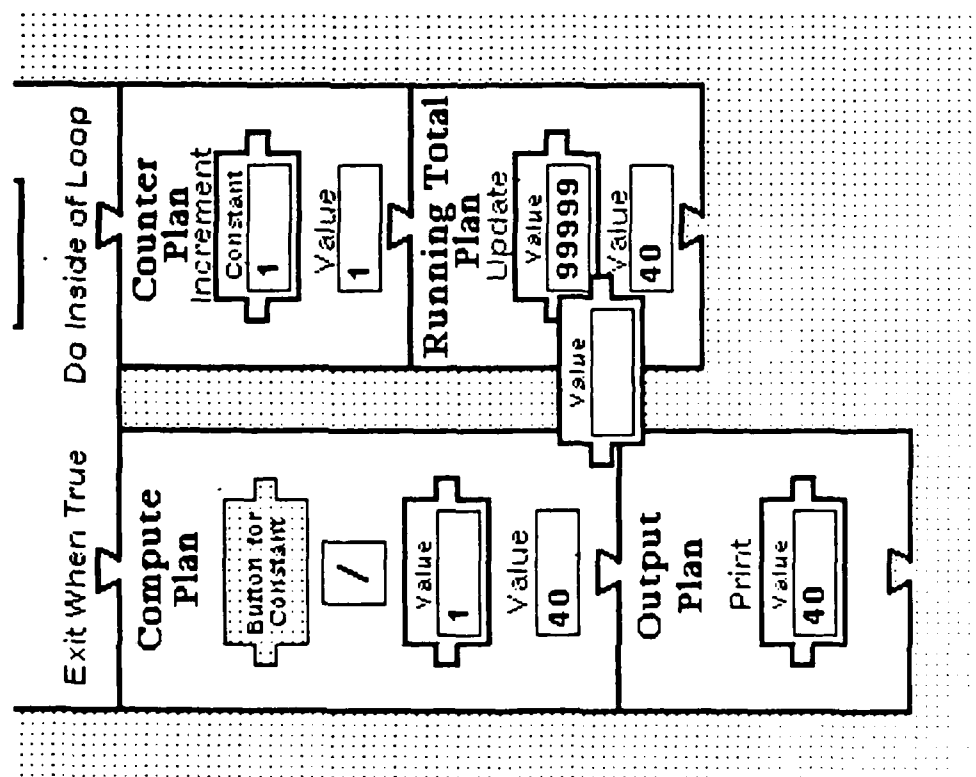 Exit When True
Do Inside of Loop
Compute
Plan
Button for
Constant
/
Value
1
Value
40
Output
Plan
Print
Value
40
Counter
Plan
Increment
Constant
1
Value
1
Running Total
Plan
Update
Value
99999
Value
40
Value